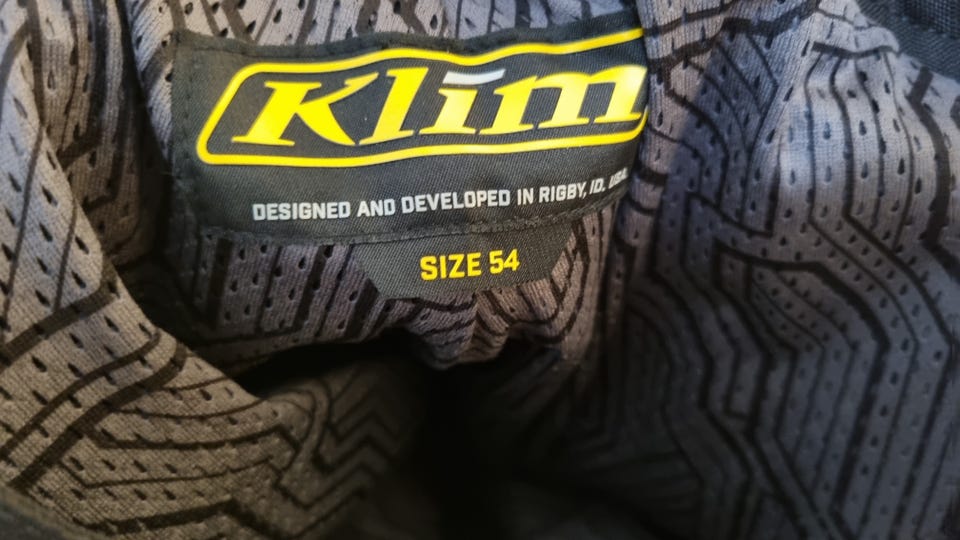 Klim
DESIGNED AND DEVELOPED IN RIGBY, ID. USA.
SIZE 54